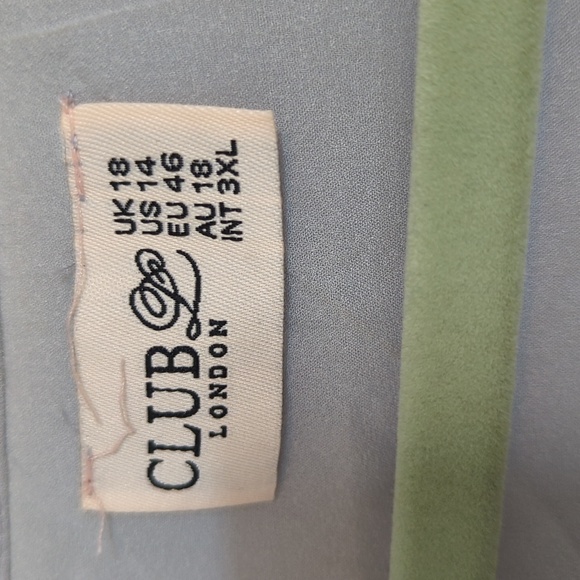 CLUB L
LONDON
UK 18
US 14
EU 46
AU 18
INT 3XL